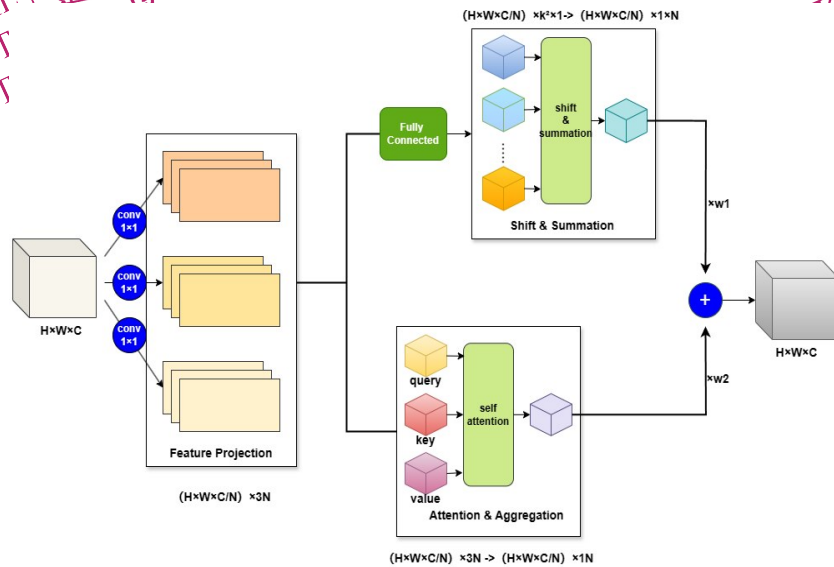 (H×W×C/N) ×k²×1-> (H×W×C/N) ×1×N
shift
&
summation
Shift & Summation
Fully
Connected
conv
1×1
conv
1×1
conv
1×1
H×W×C
Feature Projection
(H×W×C/N) ×3N
query
key
value
self
attention
Attention & Aggregation
(H×W×C/N) ×3N -> (H×W×C/N) ×1N
×w1
+
×w2
H×W×C